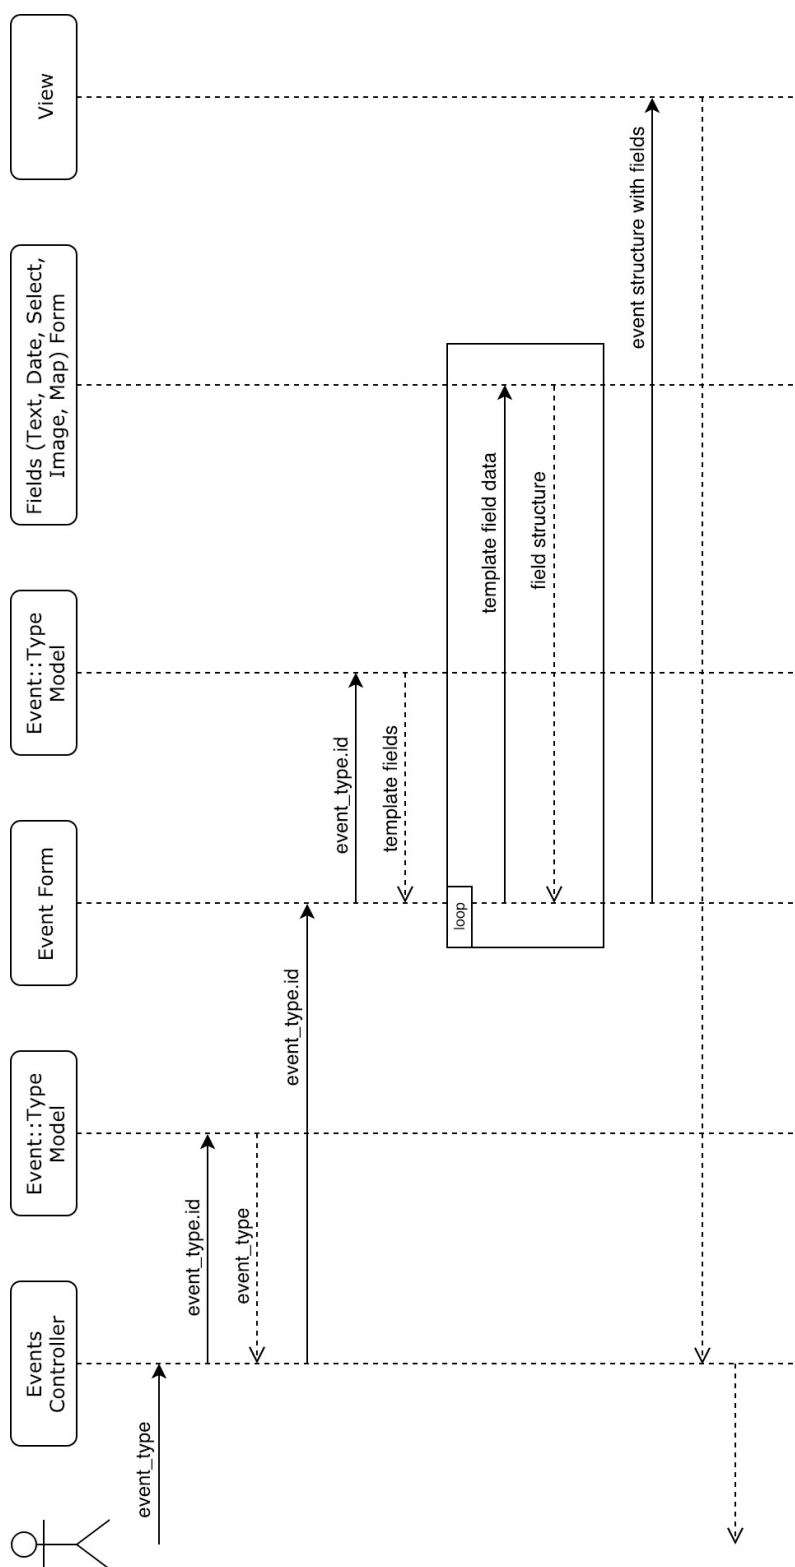 Events
Controller
Event::Type
Model
Event Form
Event::Type
Model
Fields (Text, Date, Select,
Image, Map) Form
View
event_type
event_type.id
event_type
event_type.id
event_type.id
template fields
loop
template field data
field structure
event structure with fields